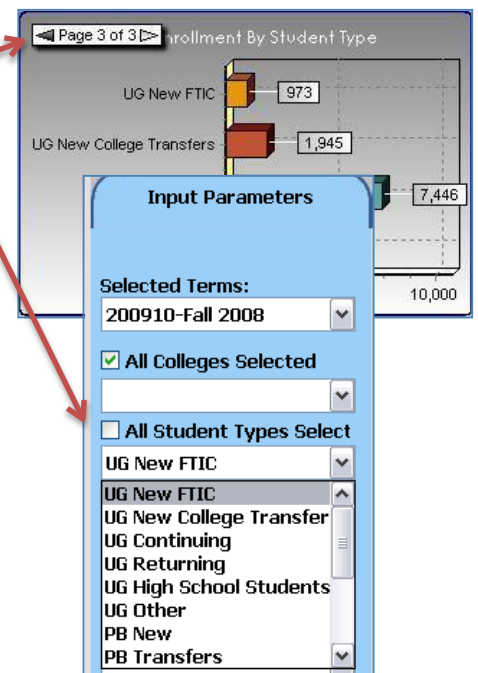 Page 3 of 3 nrollment By Student Type
UG New FTIC 973
UG New College Transfers 1,945
7,446
10,000
Input Parameters
Selected Terms:
200910-Fall 2008
All Colleges Selected
All Student Types Select
UG New FTIC
UG New FTIC
UG New College Transfer
UG Continuing
UG Returning
UG High School Students
UG Other
PB New
PB Transfers